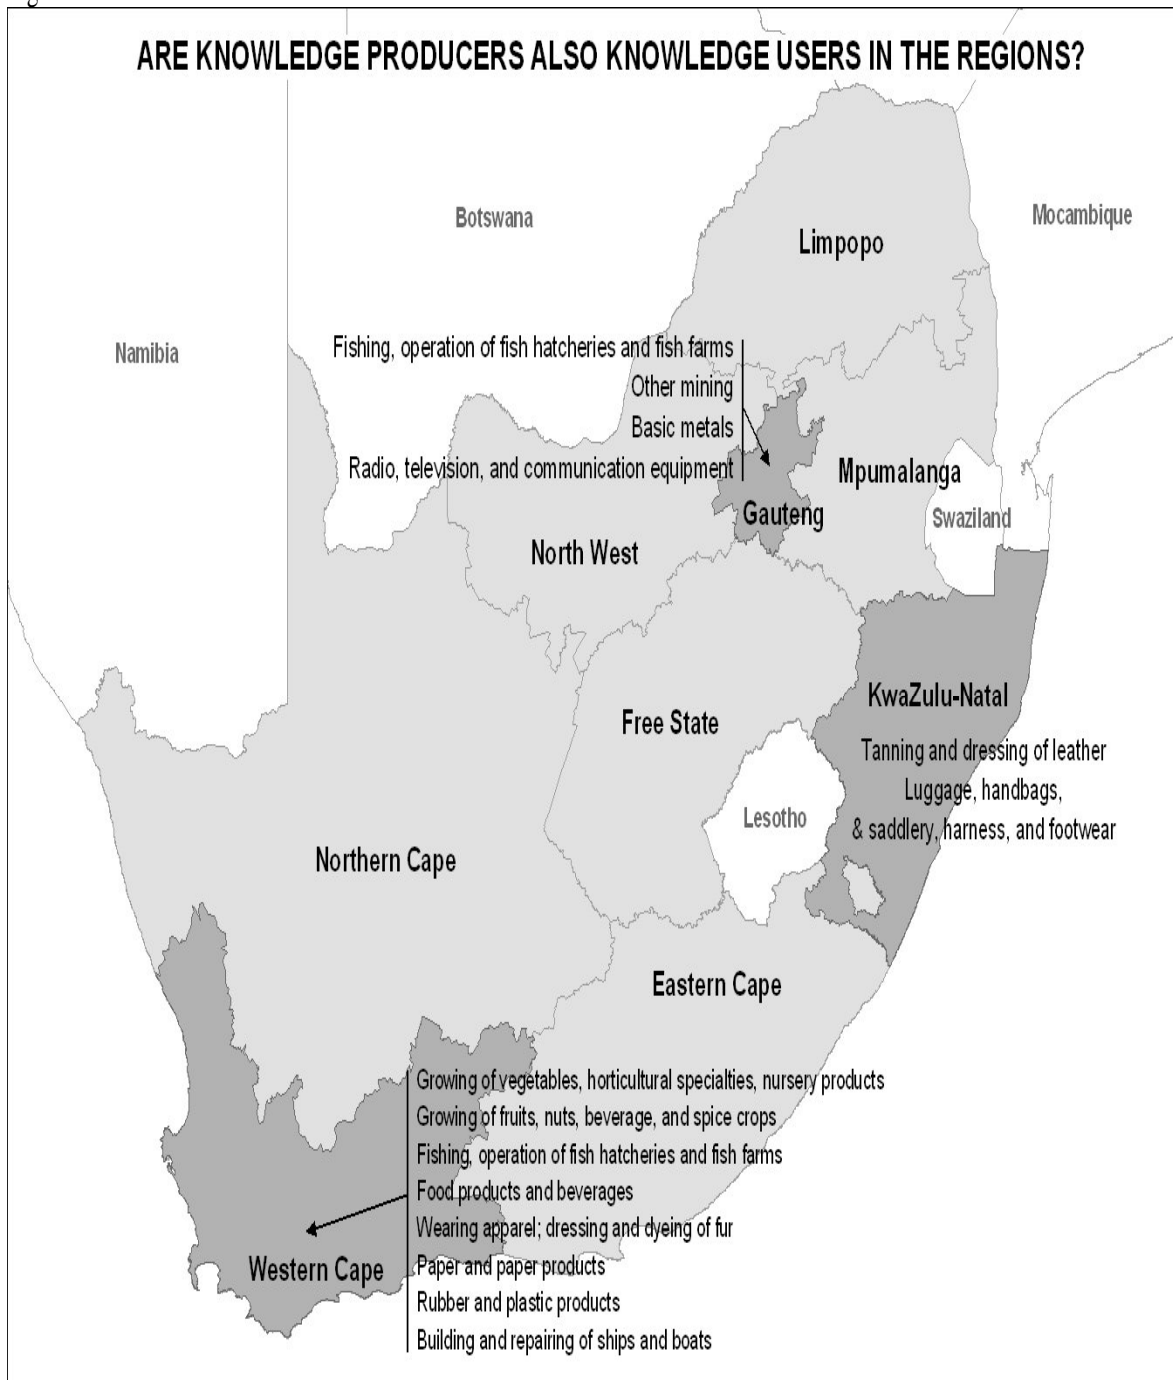 ARE KNOWLEDGE PRODUCERS ALSO KNOWLEDGE USERS IN THE REGIONS?
Botswana
Mocambique
Limpopo
Namibia
Fishing, operation of fish hatcheries and fish farms
Other mining
Basic metals
Radio, television, and communication equipment
Mpumalanga
Gauteng
Swaziland
North West
KwaZulu-Natal
Free State
Tanning and dressing of leather
Luggage, handbags,
& saddlery, harness, and footwear
Lesotho
Northern Cape
Eastern Cape
Growing of vegetables, horticultural specialties, nursery products
Growing of fruits, nuts, beverage, and spice crops
Fishing, operation of fish hatcheries and fish farms
Food products and beverages
Wearing apparel; dressing and dyeing of fur
Western Cape
Paper and paper products
Rubber and plastic products
Building and repairing of ships and boats